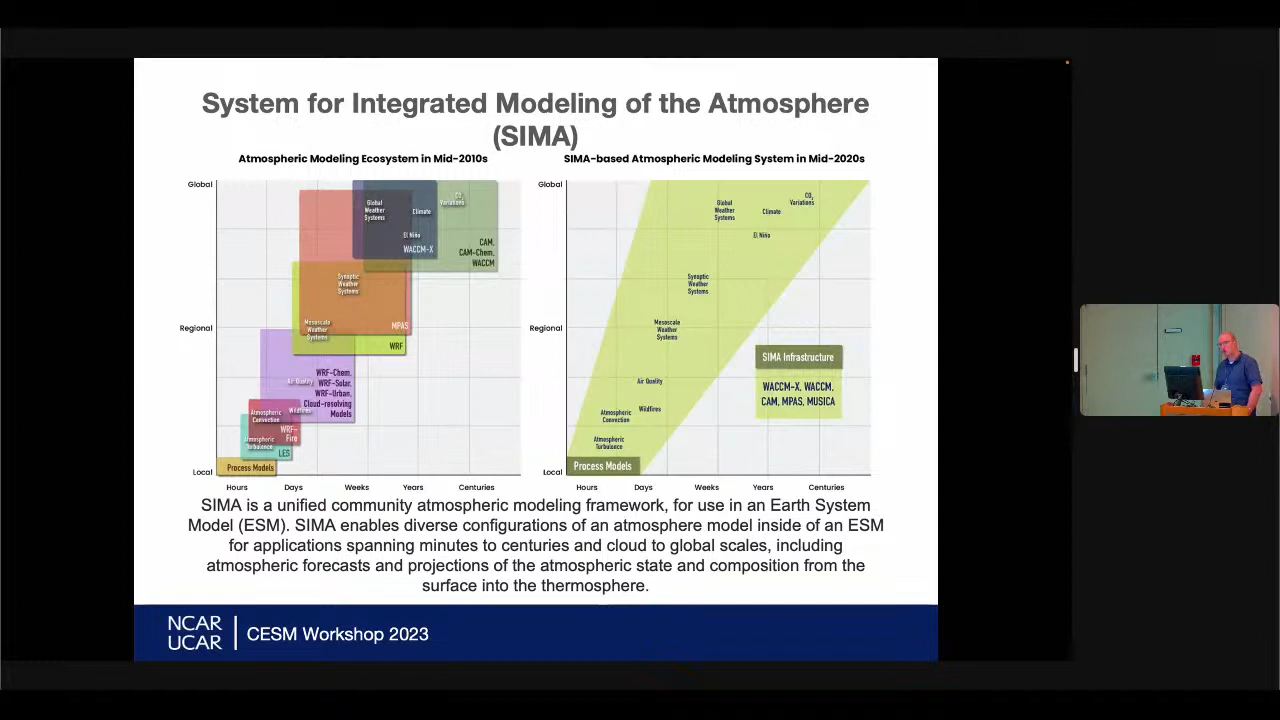 System for Integrated Modeling of the Atmosphere
(SIMA)
Atmospheric Modeling Ecosystem in Mid-2010s
Global
Regional
Local
Global
Weather
Systems
Climate
CO2
Variations
El Niño
WACCM-X
CAM,
CAM-Chem,
WACCM
Synoptic
Weather
Systems
Mesoscale
Weather
Systems
MPAS
WRF
Air Quality
WRF-Chem,
WRF-Solar,
WRF-Urban,
Cloud-resolving
Models
Wildfires
Atmospheric
Convection
WRF-
Fire
Atmospheric
Turbulence
LES
Process Models
Hours
Days
Weeks
Years
Centuries
SIMA-based Atmospheric Modeling System in Mid-2020s
Global
Regional
Local
Global
Weather
Systems
Climate
CO2
Variations
El Niño
Synoptic
Weather
Systems
Mesoscale
Weather
Systems
SIMA Infrastructure
WACCM-X, WACCM,
CAM, MPAS, MUSICA
Air Quality
Wildfires
Atmospheric
Convection
Atmospheric
Turbulence
Process Models
Hours
Days
Weeks
Years
Centuries
SIMA is a unified community atmospheric modeling framework, for use in an Earth System
Model (ESM). SIMA enables diverse configurations of an atmosphere model inside of an ESM
for applications spanning minutes to centuries and cloud to global scales, including
atmospheric forecasts and projections of the atmospheric state and composition from the
surface into the thermosphere.
NCAR
UCAR
CESM Workshop 2023